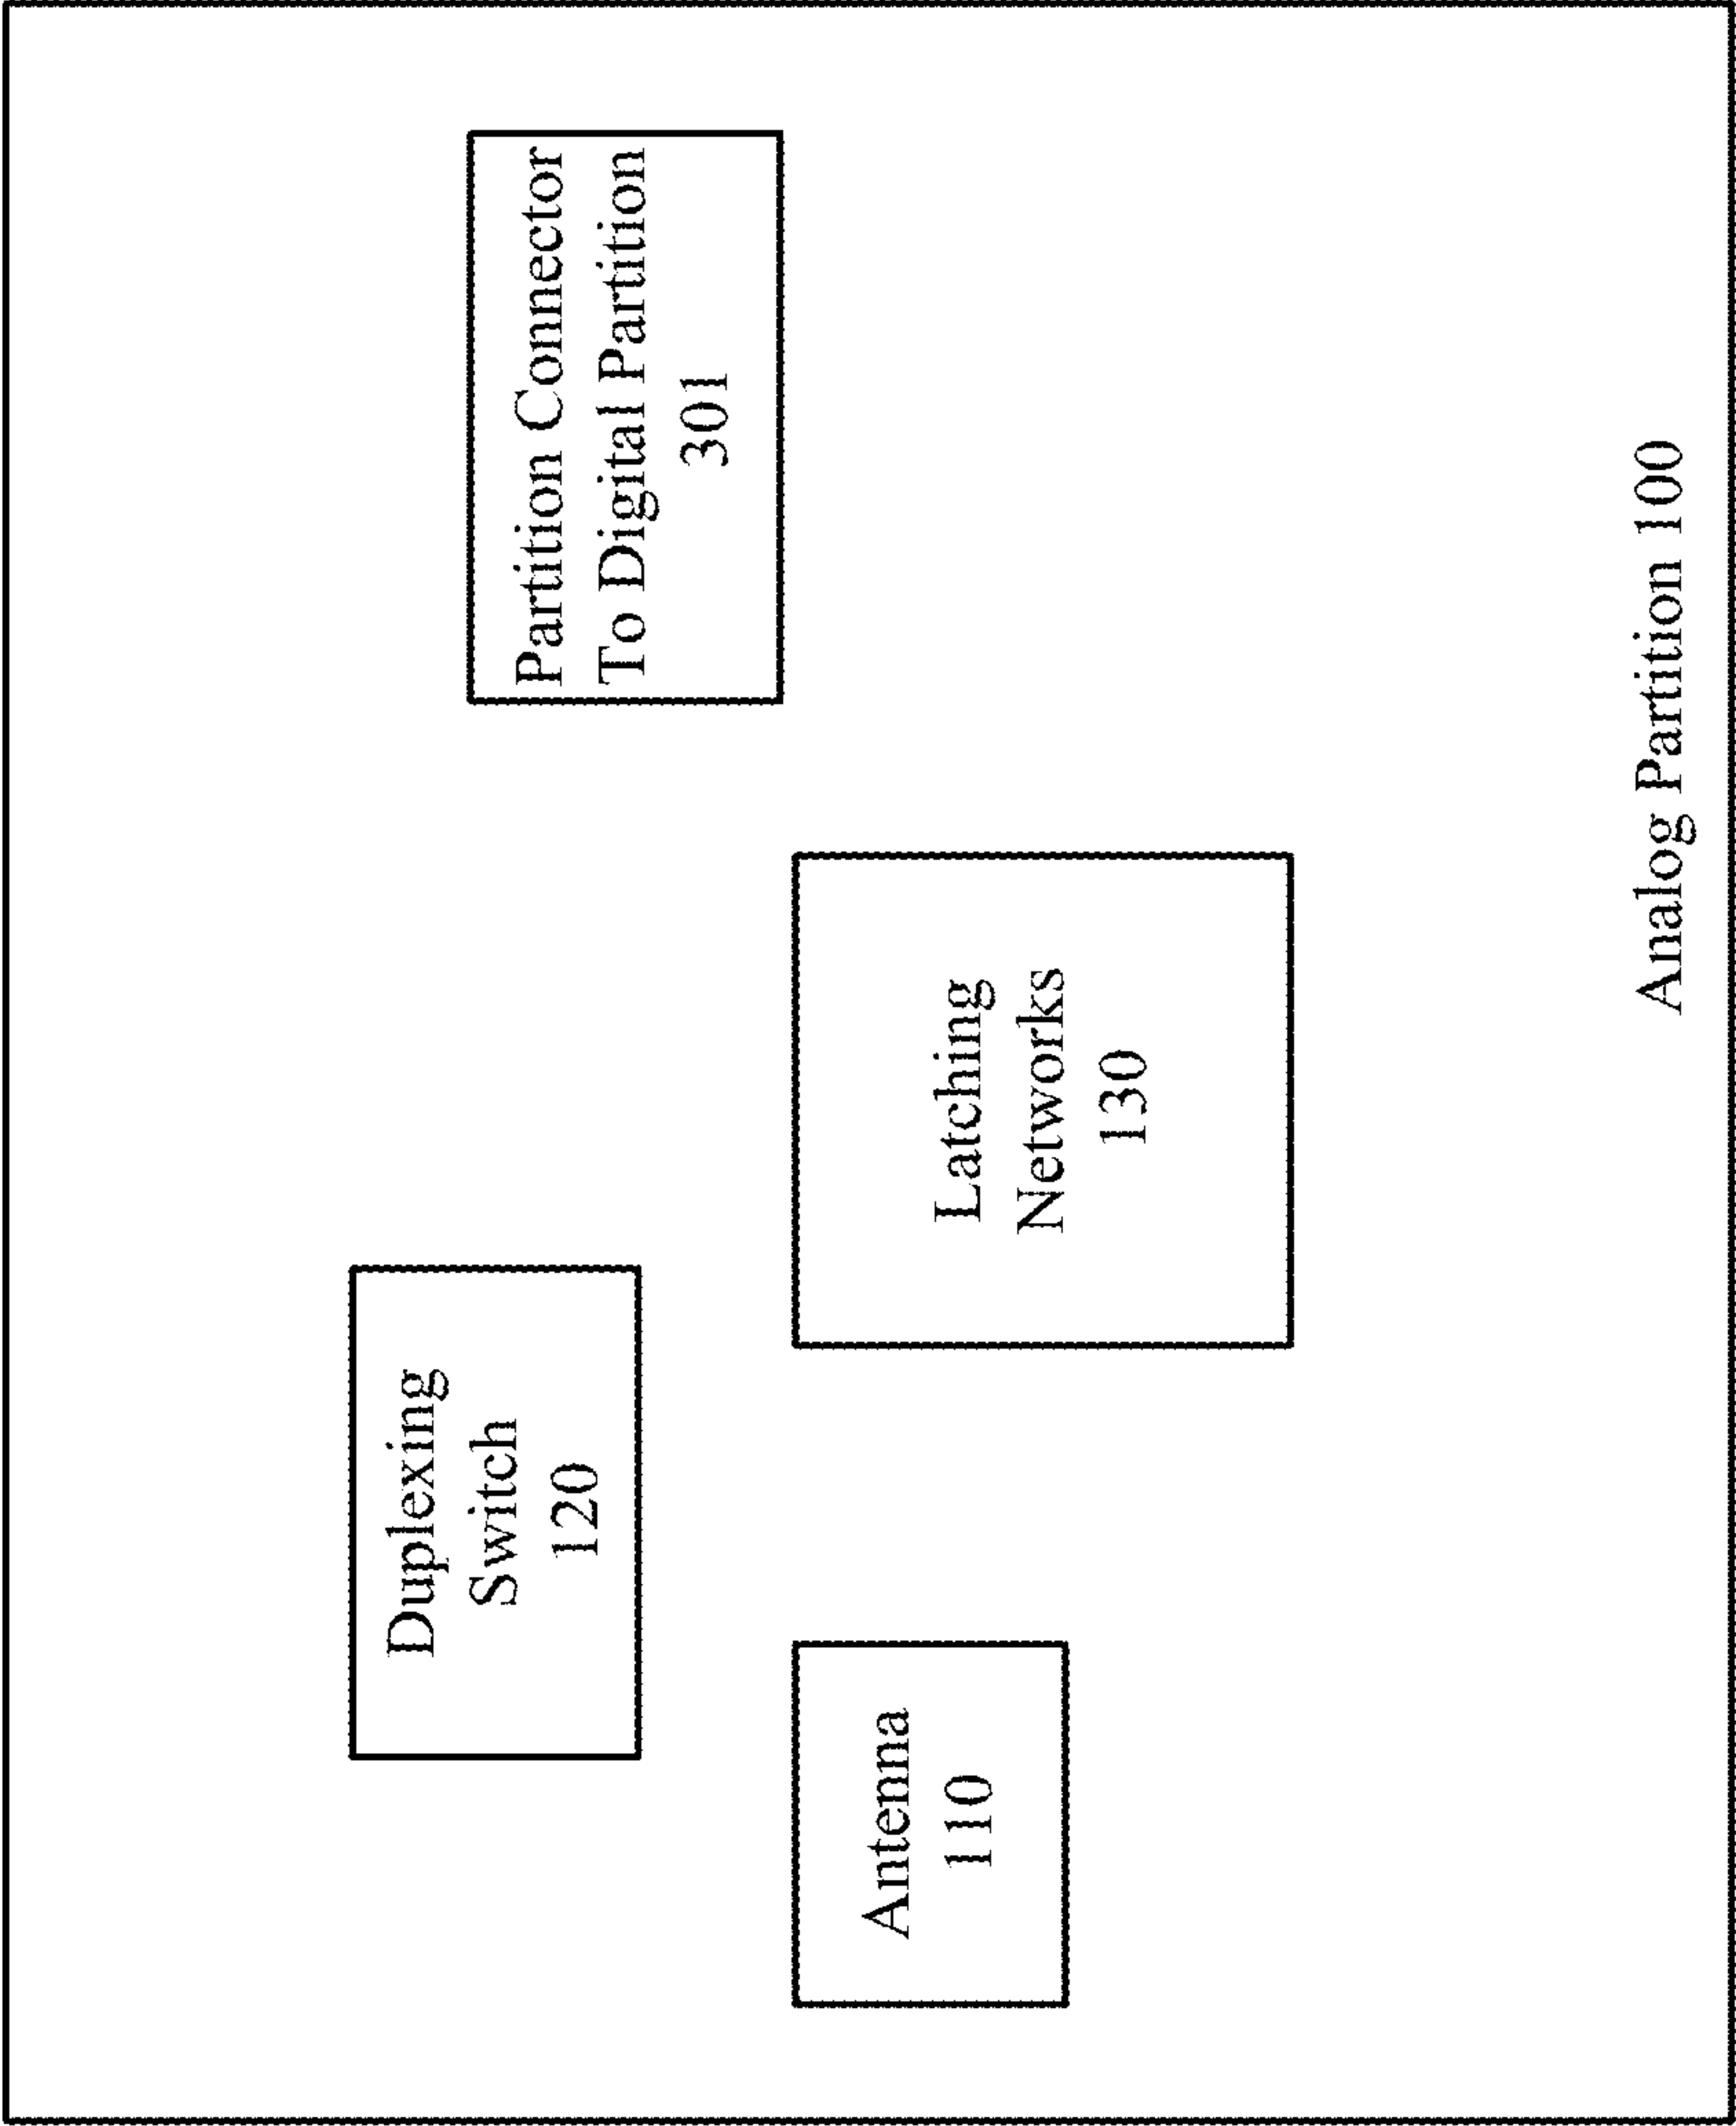 Duplexing
Switch
120
Partition Connector
To Digital Partition
301
Antenna
110
Latching
Networks
130
Analog Partition 100